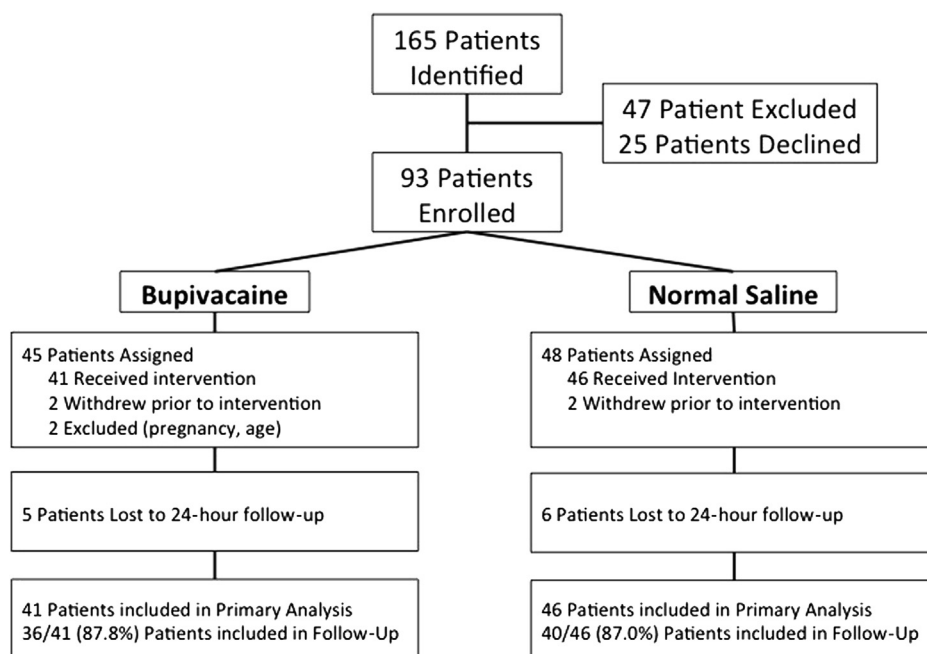 165 Patients
Identified
47 Patient Excluded
25 Patients Declined
93 Patients
Enrolled
Bupivacaine
Normal Saline
45 Patients Assigned
41 Received intervention
2 Withdrew prior to intervention
2 Excluded (pregnancy, age)
48 Patients Assigned
46 Received Intervention
2 Withdrew prior to intervention
5 Patients Lost to 24-hour follow-up
6 Patients Lost to 24-hour follow-up
41 Patients included in Primary Analysis
36/41 (87.8%) Patients included in Follow-Up
46 Patients included in Primary Analysis
40/46 (87.0%) Patients included in Follow-Up